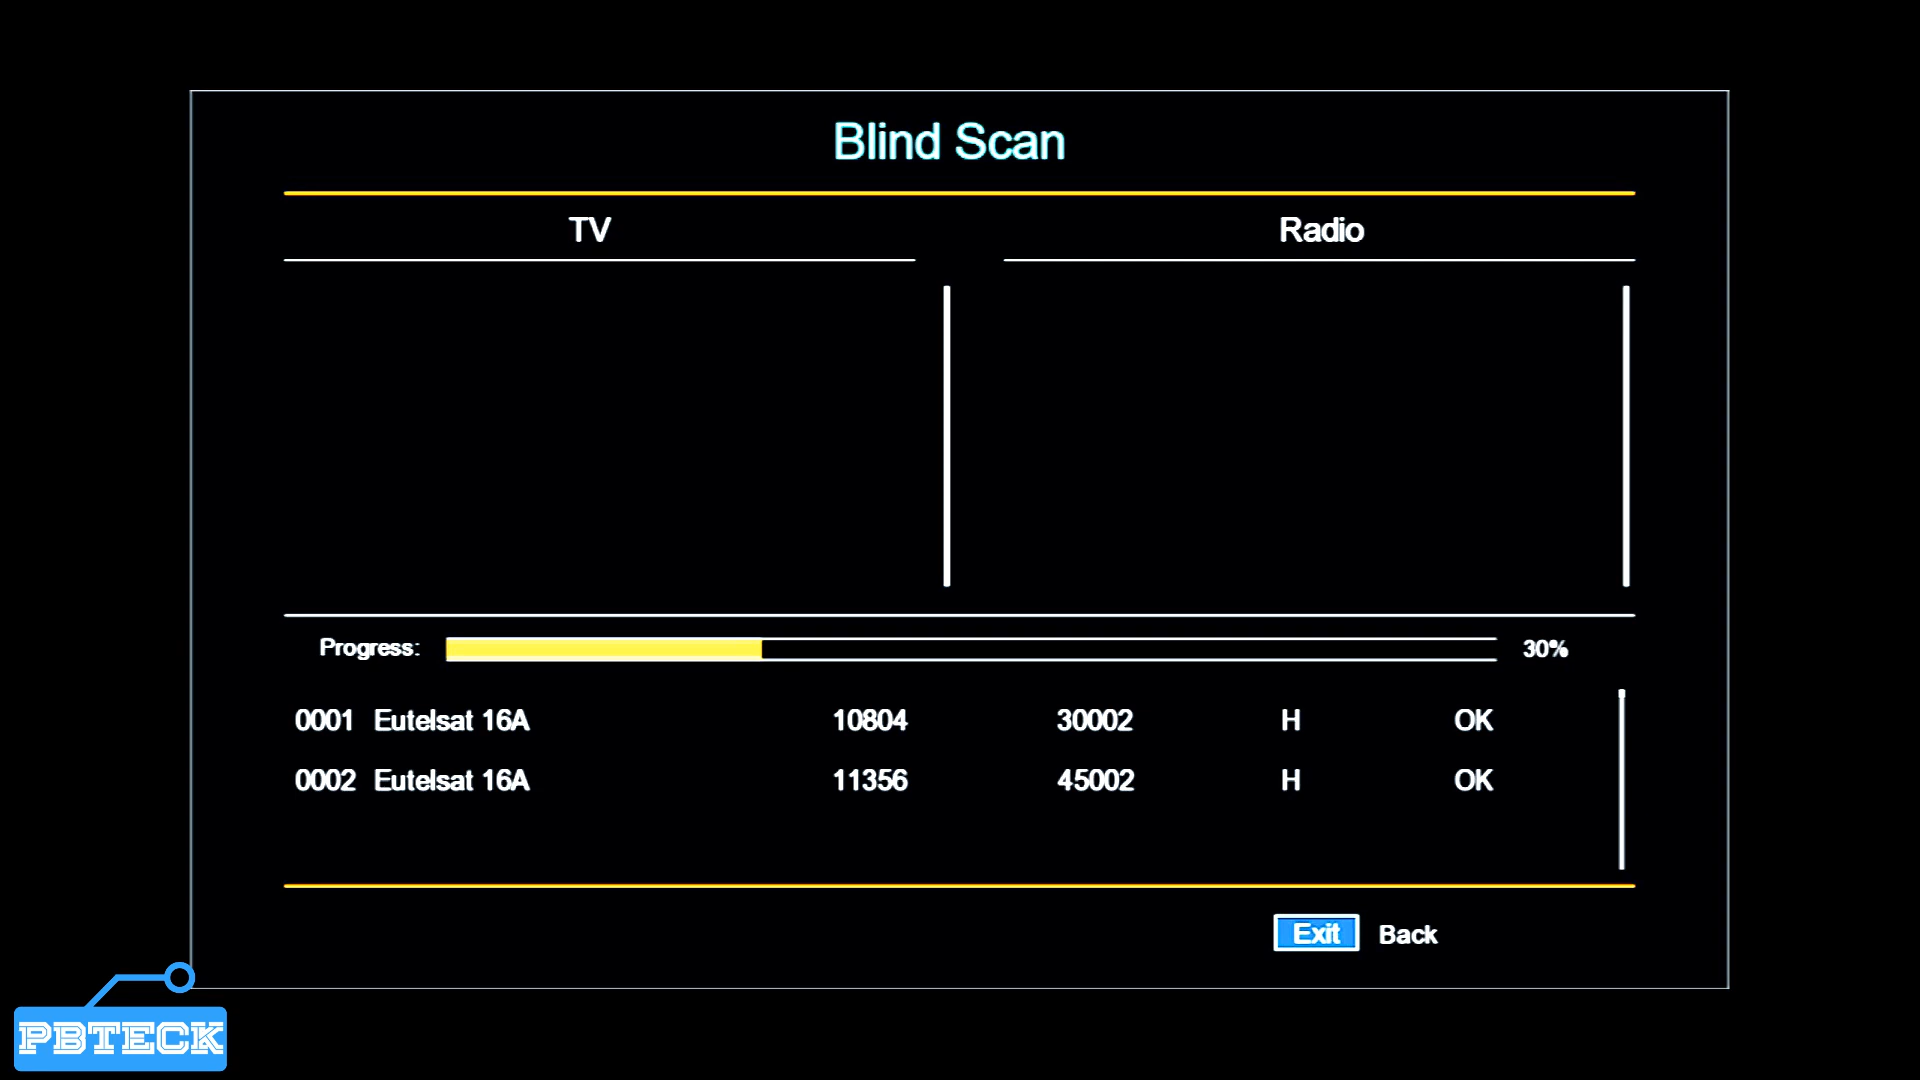 Blind Scan
TV Radio
Progress: 30%
0001 Eutelsat 16A 10804 30002 H OK
0002 Eutelsat 16A 11356 45002 H OK
Exit Back
PBTECK